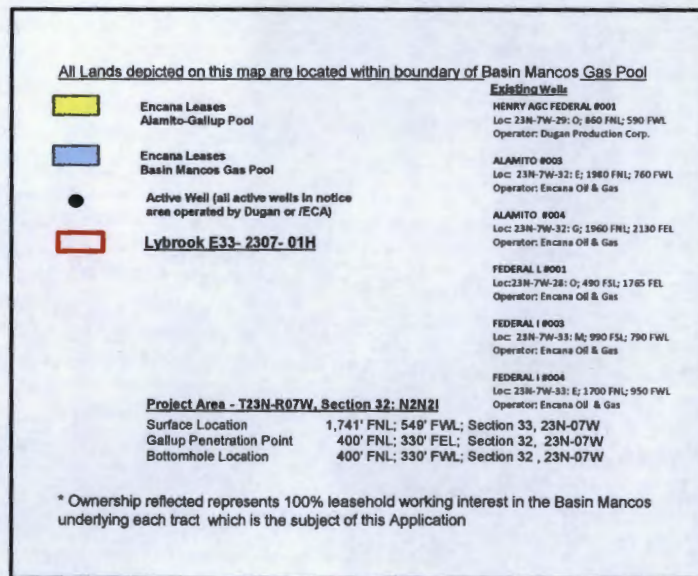 All Lands depicted on this map are located within boundary of Basin Mancos Gas Pool
Encana Leases
Alamito-Gallup Pool
Encana Leases
Basin Mancos Gas Pool
Active Well (all active wells in notice
area operated by Dugan or /ECA)
Lybrook E33- 2307- 01H
Existing Wells
HENRY AGC FEDERAL #001
Loc: 23N-7W-29: O; 860 FNL; 590 FWL
Operator: Dugan Production Corp.
ALAMITO #003
Loc: 23N-7W-32: E; 1980 FNL; 760 FWL
Operator: Encana Oil & Gas
ALAMITO #004
Loc: 23N-7W-32: G; 1960 FNL; 2130 FEL
Operator: Encana Oil & Gas
FEDERAL L #001
Loc:23N-7W-28: O; 490 FSL; 1765 FEL
Operator: Encana Oil & Gas
FEDERAL I #003
Loc: 23N-7W-33: M; 990 FSL; 790 FWL
Operator: Encana Oil & Gas
FEDERAL I #004
Loc: 23N-7W-33: E; 1700 FNL; 950 FWL
Operator: Encana Oil & Gas
Project Area - T23N-R07W, Section 32: N2N2I
Surface Location 1,741' FNL; 549' FWL; Section 33, 23N-07W
Gallup Penetration Point 400' FNL; 330' FEL; Section 32, 23N-07W
Bottomhole Location 400' FNL; 330' FWL; Section 32 , 23N-07W
* Ownership reflected represents 100% leasehold working interest in the Basin Mancos
underlying each tract which is the subject of this Application